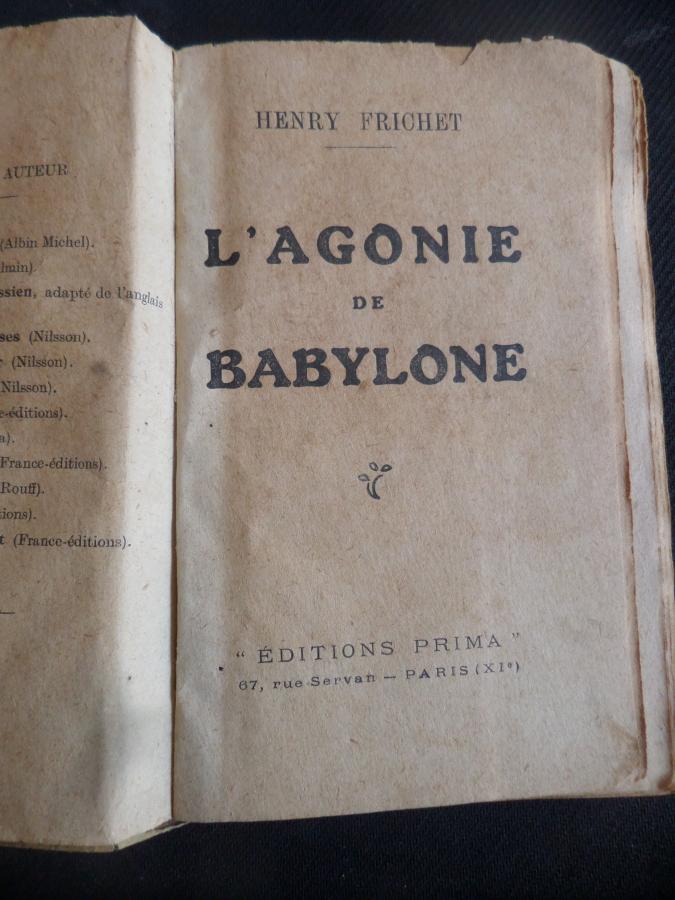 AUTEUR
(Albin Michel).
lmin).
ssien, adapté de l'anglais
ses (Nilsson).
r (Nilsson).
Nilsson).
e-éditions).
a).
France-éditions).
Rouff).
tions).
t (France-éditions).
HENRY FRICHET
L'AGONIE
DE
BABYLONE
“ ÉDITIONS PRIMA ”
67, rue Servan — PARIS (XIe)